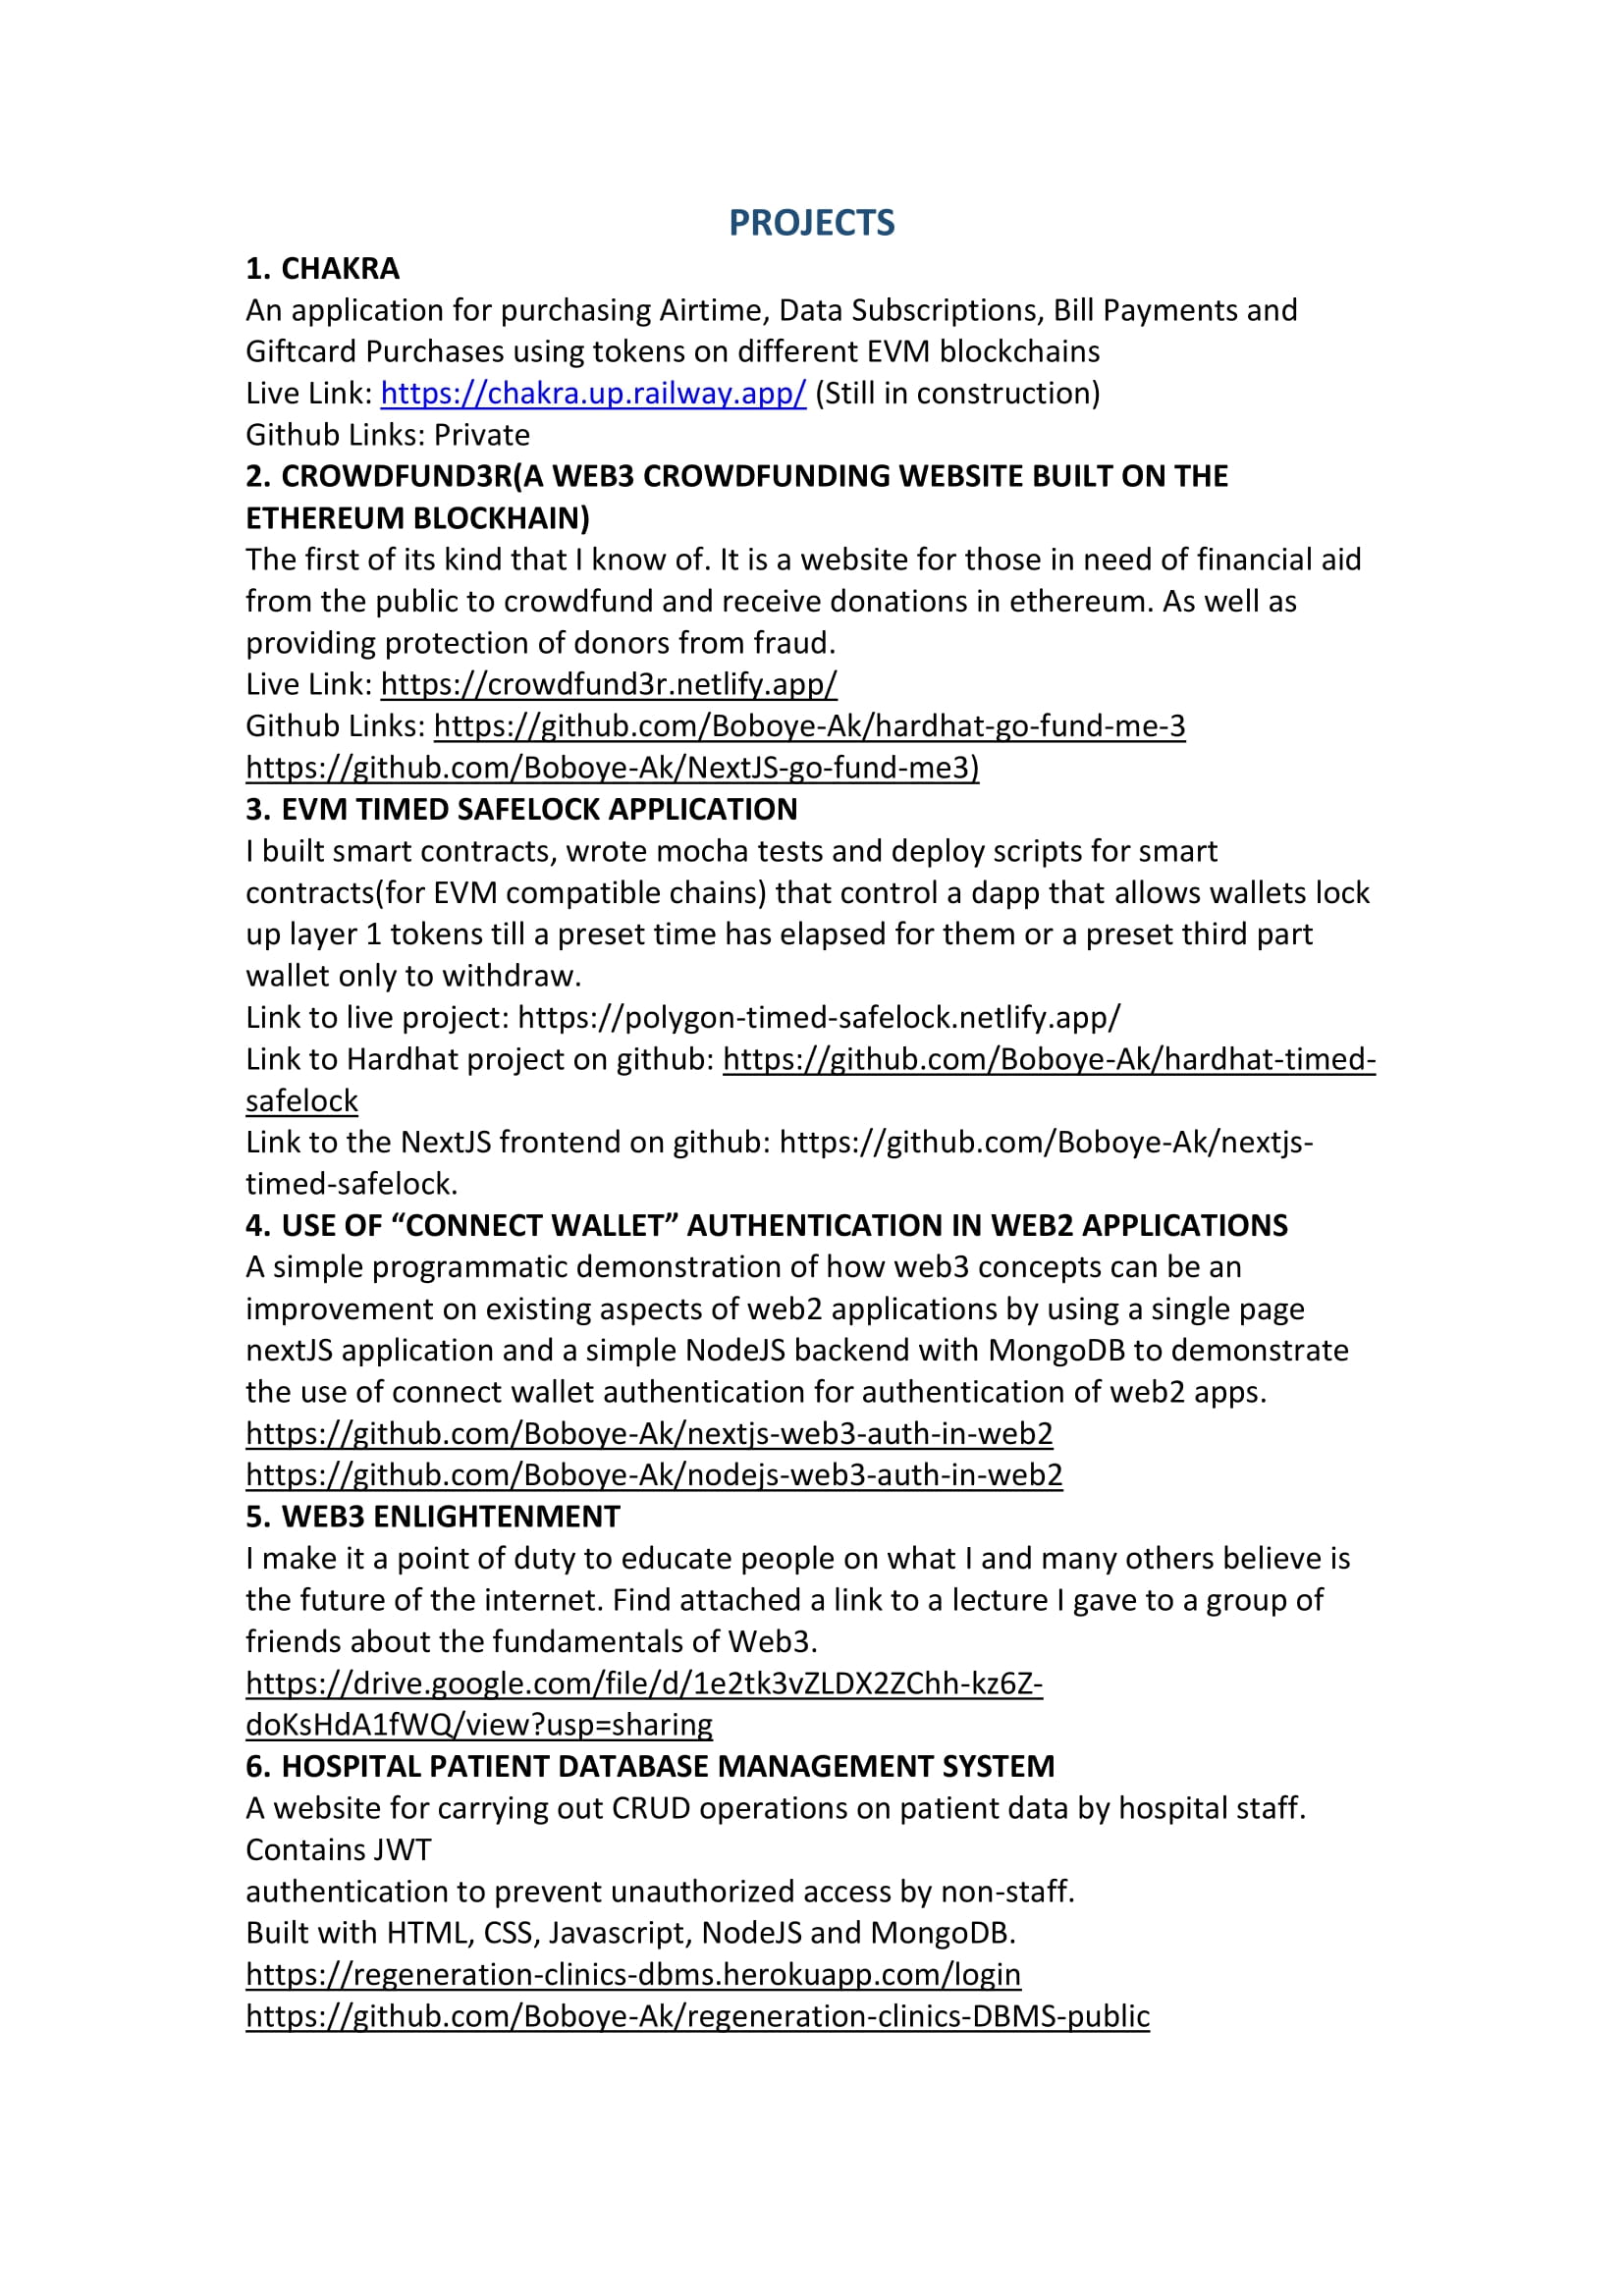 PROJECTS
1. CHAKRA
An application for purchasing Airtime, Data Subscriptions, Bill Payments and
Giftcard Purchases using tokens on different EVM blockchains
Live Link: https://chakra.up.railway.app/ (Still in construction)
Github Links: Private
2. CROWDFUND3R(A WEB3 CROWDFUNDING WEBSITE BUILT ON THE
ETHEREUM BLOCKHAIN)
The first of its kind that I know of. It is a website for those in need of financial aid
from the public to crowdfund and receive donations in ethereum. As well as
providing protection of donors from fraud.
Live Link: https://crowdfund3r.netlify.app/
Github Links: https://github.com/Boboye-Ak/hardhat-go-fund-me-3
https://github.com/Boboye-Ak/NextJS-go-fund-me3)
3. EVM TIMED SAFELOCK APPLICATION
I built smart contracts, wrote mocha tests and deploy scripts for smart
contracts(for EVM compatible chains) that control a dapp that allows wallets lock
up layer 1 tokens till a preset time has elapsed for them or a preset third part
wallet only to withdraw.
Link to live project: https://polygon-timed-safelock.netlify.app/
Link to Hardhat project on github: https://github.com/Boboye-Ak/hardhat-timed-
safelock
Link to the NextJS frontend on github: https://github.com/Boboye-Ak/nextjs-
timed-safelock.
4. USE OF “CONNECT WALLET” AUTHENTICATION IN WEB2 APPLICATIONS
A simple programmatic demonstration of how web3 concepts can be an
improvement on existing aspects of web2 applications by using a single page
nextJS application and a simple NodeJS backend with MongoDB to demonstrate
the use of connect wallet authentication for authentication of web2 apps.
https://github.com/Boboye-Ak/nextjs-web3-auth-in-web2
https://github.com/Boboye-Ak/nodejs-web3-auth-in-web2
5. WEB3 ENLIGHTENMENT
I make it a point of duty to educate people on what I and many others believe is
the future of the internet. Find attached a link to a lecture I gave to a group of
friends about the fundamentals of Web3.
https://drive.google.com/file/d/1e2tk3vZLDX2ZChh-kz6Z-
doKsHdA1fWQ/view?usp=sharing
6. HOSPITAL PATIENT DATABASE MANAGEMENT SYSTEM
A website for carrying out CRUD operations on patient data by hospital staff.
Contains JWT
authentication to prevent unauthorized access by non-staff.
Built with HTML, CSS, Javascript, NodeJS and MongoDB.
https://regeneration-clinics-dbms.herokuapp.com/login
https://github.com/Boboye-Ak/regeneration-clinics-DBMS-public